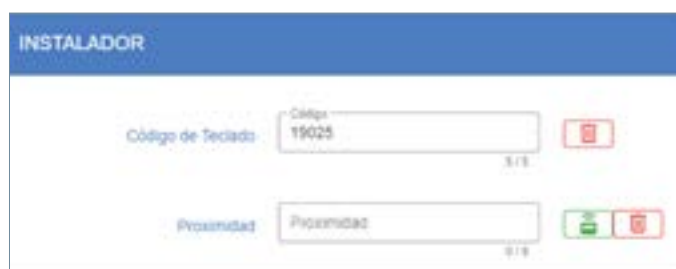 INSTALADOR
Código
Código de Teclado
19025
5 / 5
Proximidad
Proximidad
0 / 8